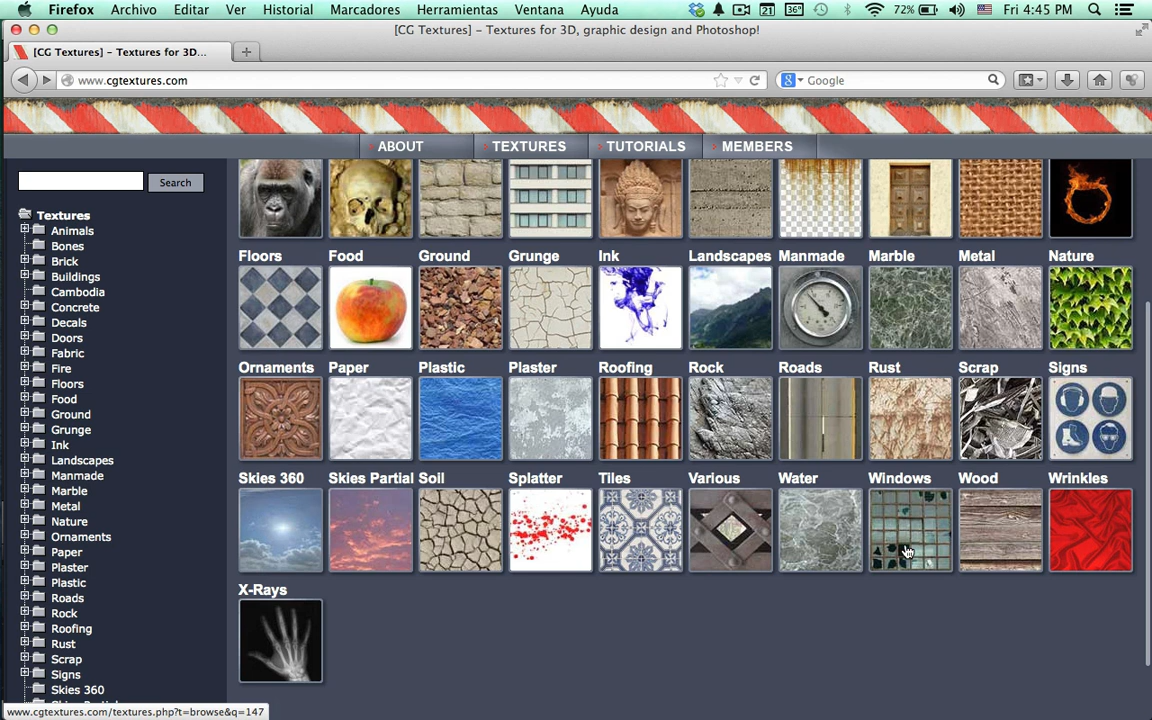 Firefox Archivo Editar Ver Historial Marcadores Herramientas Ventana Ayuda 21 36° 72% Fri 4:45 PM
[CG Textures] - Textures for 3D, graphic design and Photoshop!
[CG Textures] - Textures for 3D...
www.cgtextures.com
Google
ABOUT TEXTURES TUTORIALS MEMBERS
Search
Textures
Animals
Bones
Brick
Buildings
Cambodia
Concrete
Decals
Doors
Fabric
Fire
Floors
Food
Ground
Grunge
Ink
Landscapes
Manmade
Marble
Metal
Nature
Ornaments
Paper
Plaster
Plastic
Roads
Rock
Roofing
Rust
Scrap
Signs
Skies 360
Floors Food Ground Grunge Ink Landscapes Manmade Marble Metal Nature
Ornaments Paper Plastic Plaster Roofing Rock Roads Rust Scrap Signs
Skies 360 Skies Partial Soil Splatter Tiles Various Water Windows Wood Wrinkles
X-Rays
www.cgtextures.com/textures.php?t=browse&q=147